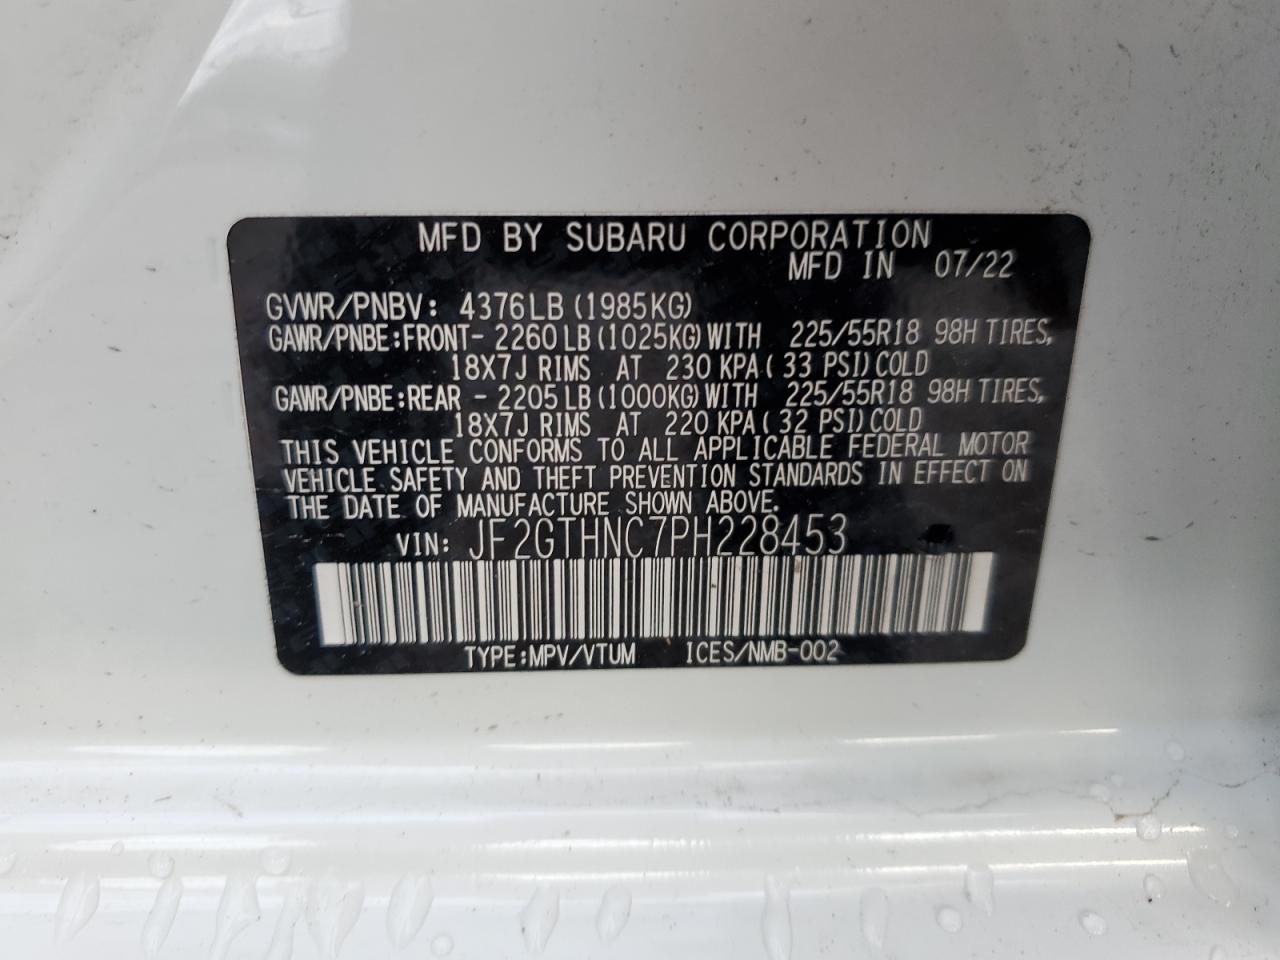 MFD BY SUBARU CORPORATION
MFD IN 07/22
GVWR/PNBV: 4376LB (1985KG)
GAWR/PNBE:FRONT- 2260LB (1025KG) WITH 225/55R18 98H TIRES,
18X7J RIMS AT 230 KPA ( 33 PSI) COLD
GAWR/PNBE:REAR - 2205LB (1000KG) WITH 225/55R18 98H TIRES,
18X7J RIMS AT 220 KPA ( 32 PSI) COLD
THIS VEHICLE CONFORMS TO ALL APPLICABLE FEDERAL MOTOR
VEHICLE SAFETY AND THEFT PREVENTION STANDARDS IN EFFECT ON
THE DATE OF MANUFACTURE SHOWN ABOVE.
VIN: JF2GTHNC7PH228453
TYPE:MPV/VTUM ICES/NMB-002